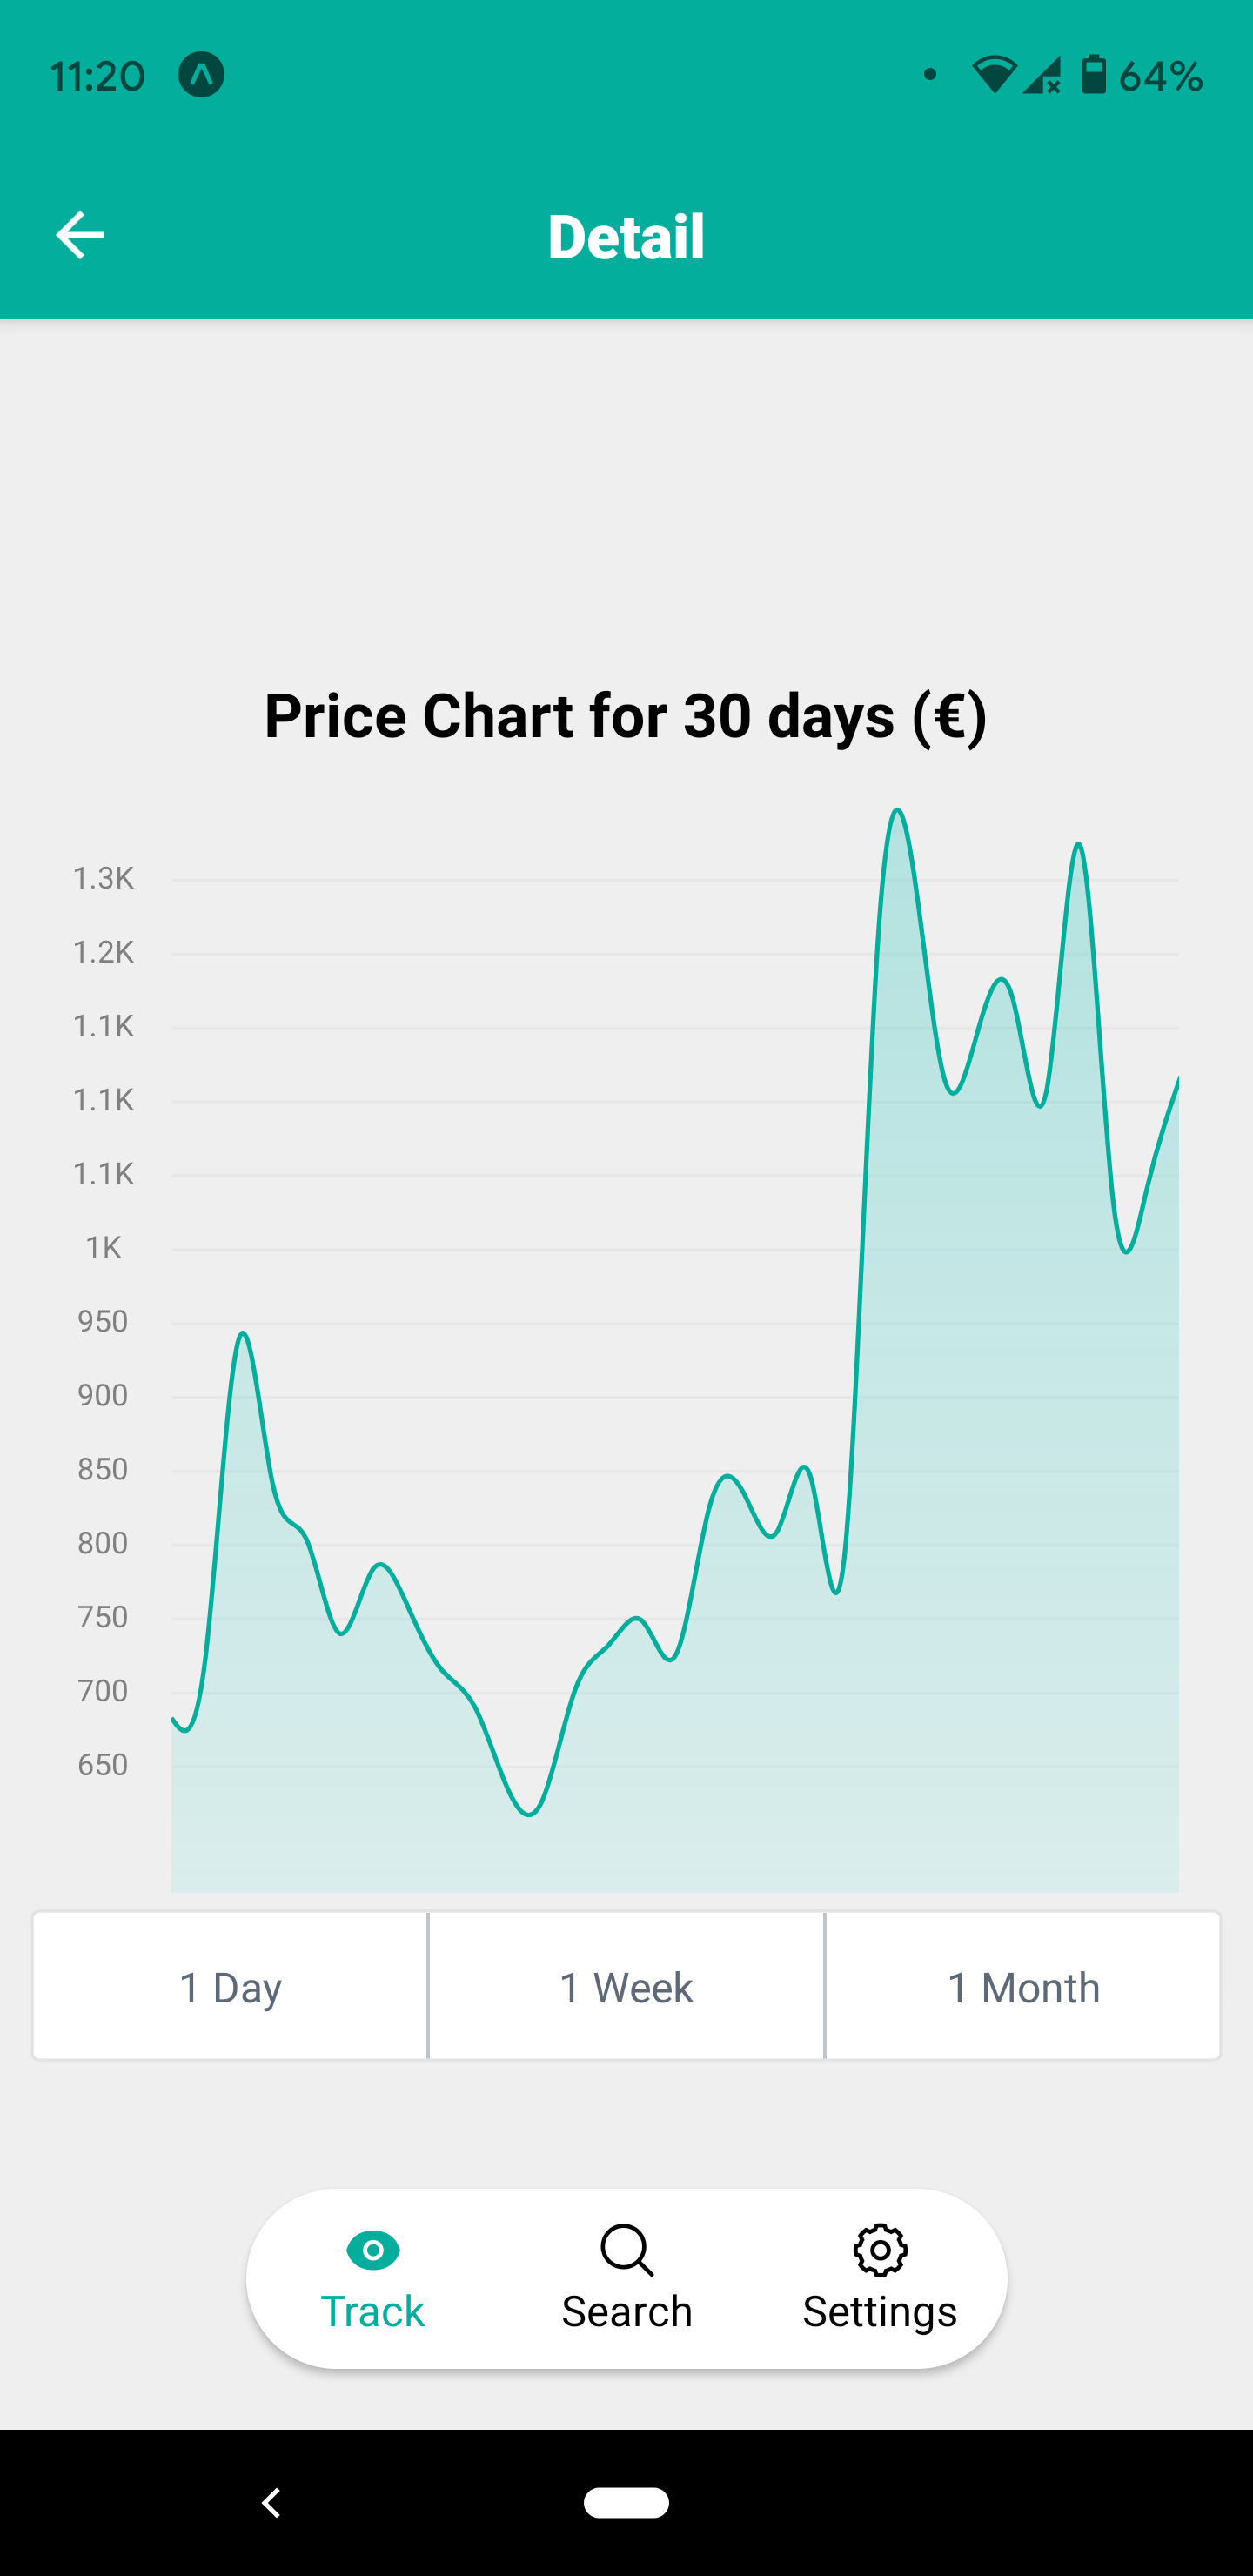 11:20 64%
Detail
Price Chart for 30 days (€)
1.3K
1.2K
1.1K
1.1K
1.1K
1K
950
900
850
800
750
700
650
1 Day 1 Week 1 Month
Track Search Settings